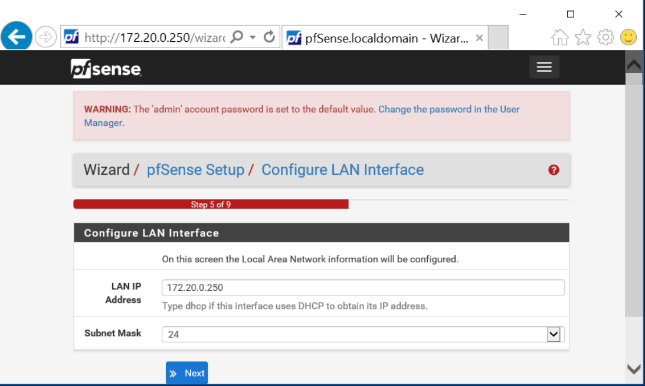 http://172.20.0.250/wizarc
pfSense.localdomain - Wizar...
pfsense
WARNING: The 'admin' account password is set to the default value. Change the password in the User
Manager.
Wizard / pfSense Setup / Configure LAN Interface
Step 5 of 9
Configure LAN Interface
On this screen the Local Area Network information will be configured.
LAN IP
Address
172.20.0.250
Type dhcp if this interface uses DHCP to obtain its IP address.
Subnet Mask
24
» Next